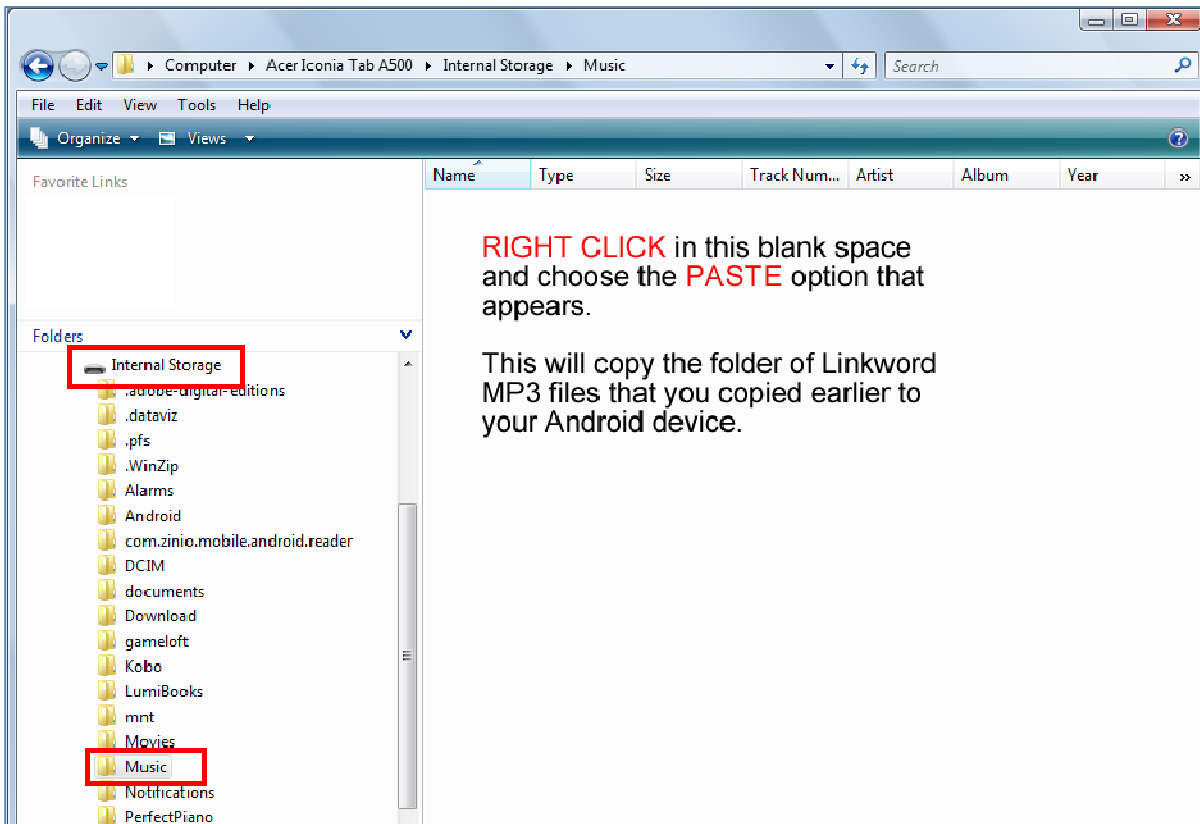 Computer Acer Iconia Tab A500 Internal Storage Music
Search
File Edit View Tools Help
Organize Views
Favorite Links
Name Type Size Track Num... Artist Album Year »
RIGHT CLICK in this blank space
and choose the PASTE option that
appears.
This will copy the folder of Linkword
MP3 files that you copied earlier to
your Android device.
Folders
Internal Storage
.adobe-digital-editions
.dataviz
.pfs
.WinZip
Alarms
Android
com.zinio.mobile.android.reader
DCIM
documents
Download
gameloft
Kobo
LumiBooks
mnt
Movies
Music
Notifications
PerfectPiano